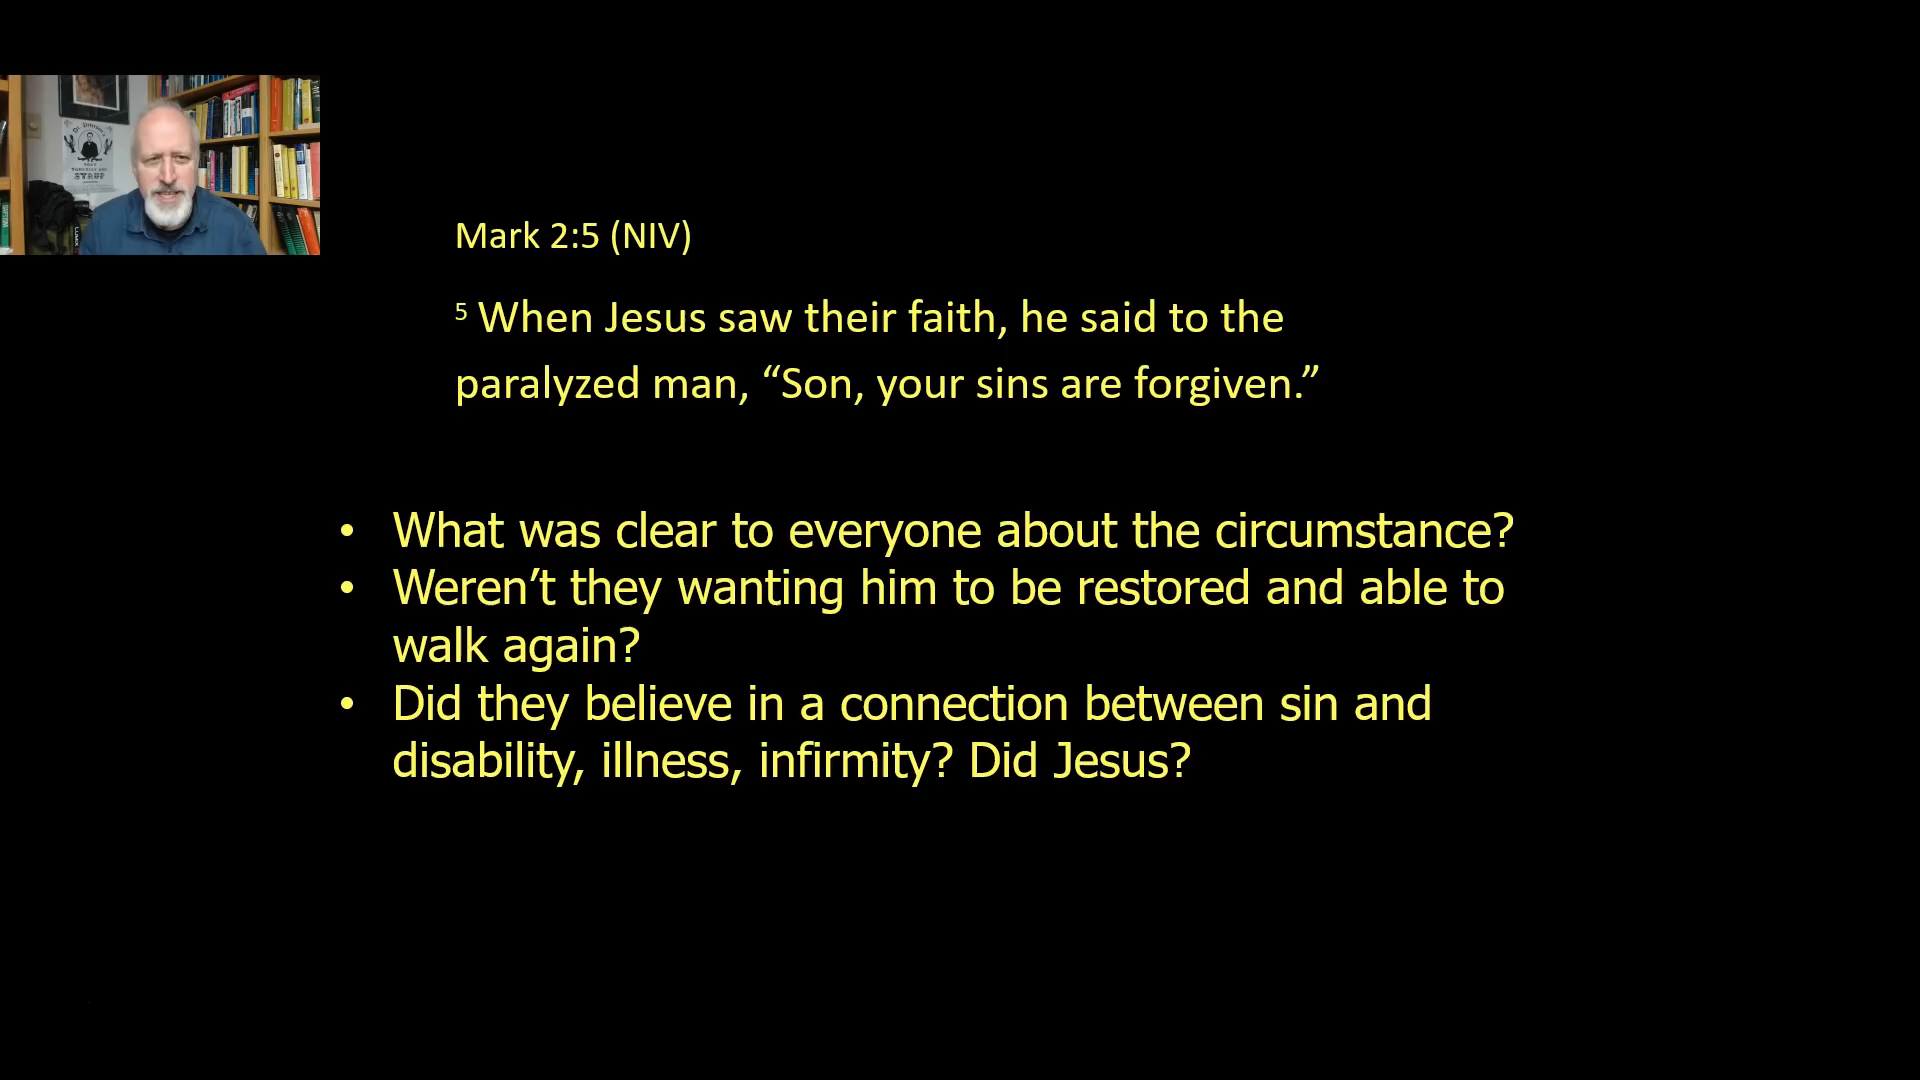 Mark 2:5 (NIV)
5 When Jesus saw their faith, he said to the
paralyzed man, “Son, your sins are forgiven.”
• What was clear to everyone about the circumstance?
• Weren’t they wanting him to be restored and able to
walk again?
• Did they believe in a connection between sin and
disability, illness, infirmity? Did Jesus?